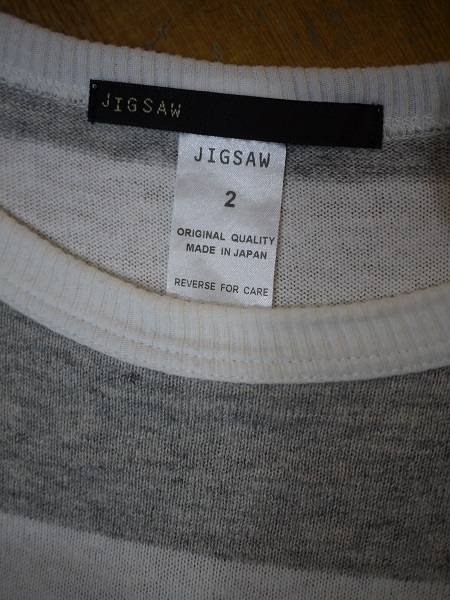 JIGSAW
JIGSAW
2
ORIGINAL QUALITY
MADE IN JAPAN
REVERSE FOR CARE